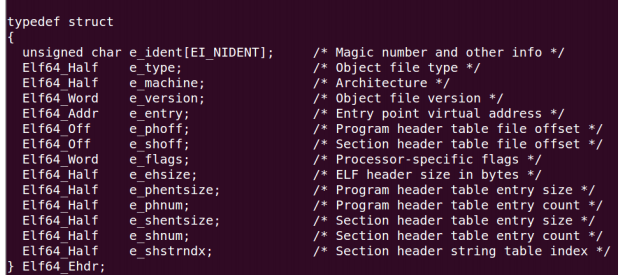 typedef struct
{
  unsigned char e_ident[EI_NIDENT];     /* Magic number and other info */
  Elf64_Half    e_type;                 /* Object file type */
  Elf64_Half    e_machine;              /* Architecture */
  Elf64_Word    e_version;              /* Object file version */
  Elf64_Addr    e_entry;                /* Entry point virtual address */
  Elf64_Off     e_phoff;                /* Program header table file offset */
  Elf64_Off     e_shoff;                /* Section header table file offset */
  Elf64_Word    e_flags;                /* Processor-specific flags */
  Elf64_Half    e_ehsize;               /* ELF header size in bytes */
  Elf64_Half    e_phentsize;            /* Program header table entry size */
  Elf64_Half    e_phnum;                /* Program header table entry count */
  Elf64_Half    e_shentsize;            /* Section header table entry size */
  Elf64_Half    e_shnum;                /* Section header table entry count */
  Elf64_Half    e_shstrndx;             /* Section header string table index */
} Elf64_Ehdr;